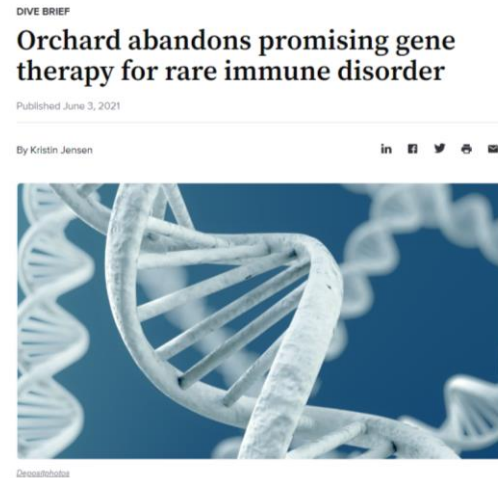 DIVE BRIEF
Orchard abandons promising gene
therapy for rare immune disorder
Published June 3, 2021
By Kristin Jensen
Depositphotos